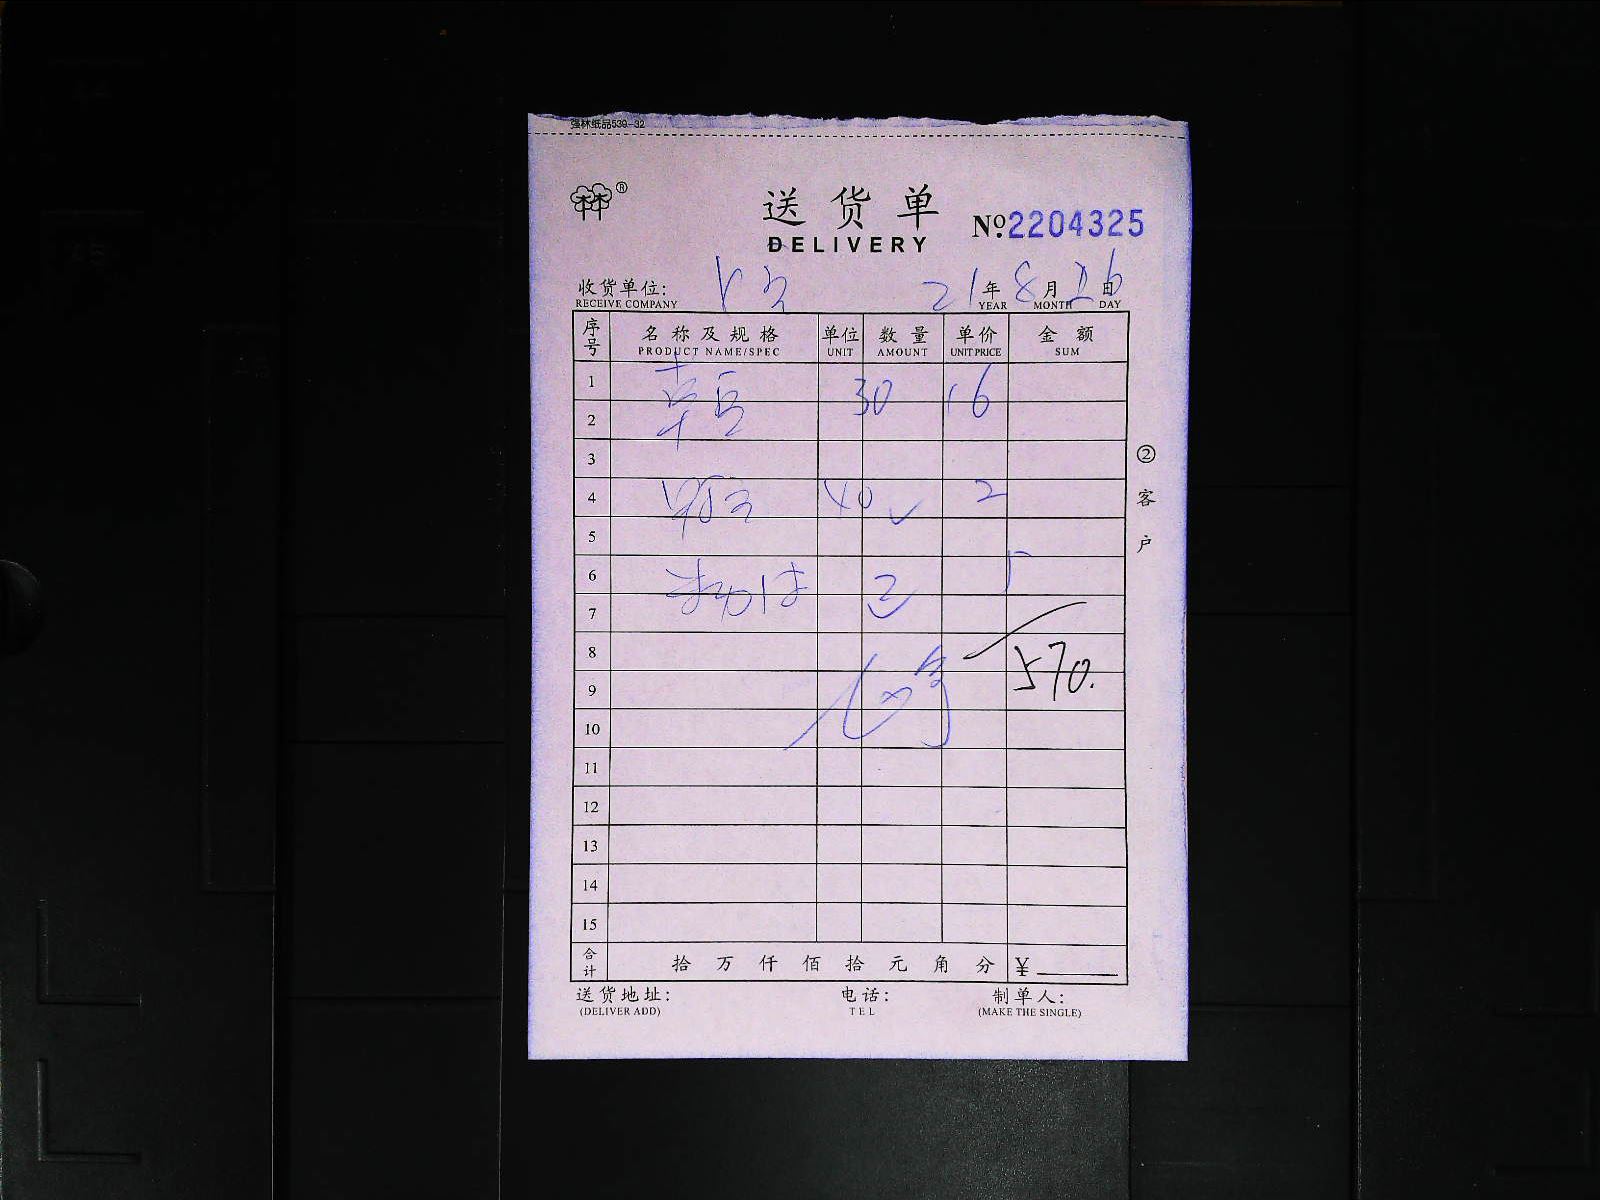 强林纸品539-32
林®
送货单
DELIVERY
№2204325
收货单位:
RECEIVE COMPANY
21年8月26日
YEAR MONTH DAY
序号 名称及规格 单位 数量 单价 金额
PRODUCT NAME/SPEC UNIT AMOUNT UNIT PRICE SUM
1 30 16
2
3
4 40 2
5
6
7
8 570.
9
10
11
12
13
14
15
合计 拾 万 仟 佰 拾 元 角 分 ¥
送货地址: 电话: 制单人:
(DELIVER ADD) TEL (MAKE THE SINGLE)
② 客户